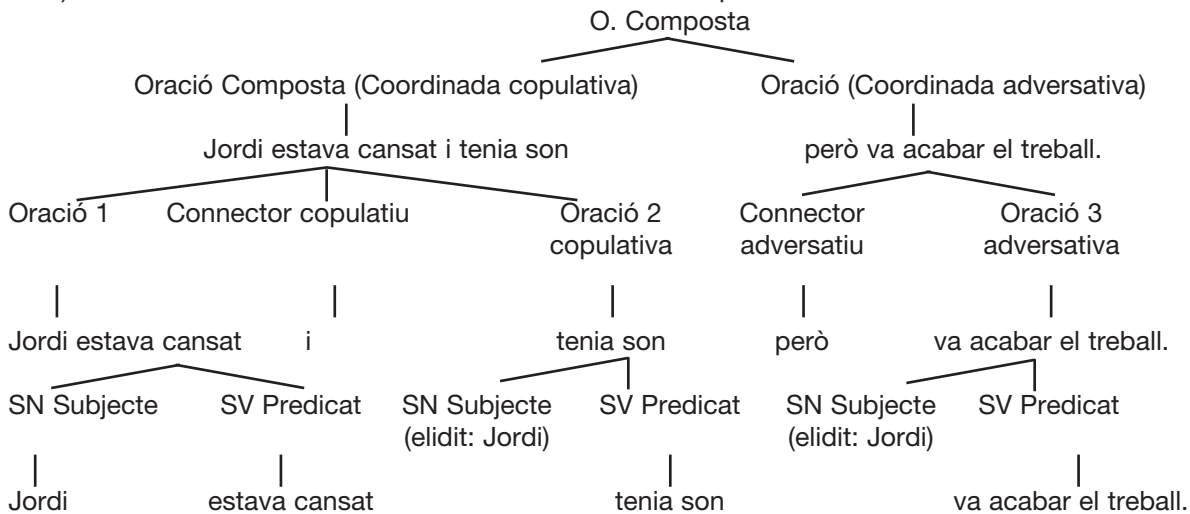 O. Composta
Oració Composta (Coordinada copulativa) Oració (Coordinada adversativa)
Jordi estava cansat i tenia son però va acabar el treball.
Oració 1 Connector copulatiu Oració 2 Connector Oració 3
copulativa adversatiu adversativa
Jordi estava cansat i tenia son però va acabar el treball.
SN Subjecte SV Predicat SN Subjecte SV Predicat SN Subjecte SV Predicat
(elidit: Jordi) (elidit: Jordi)
Jordi estava cansat tenia son va acabar el treball.